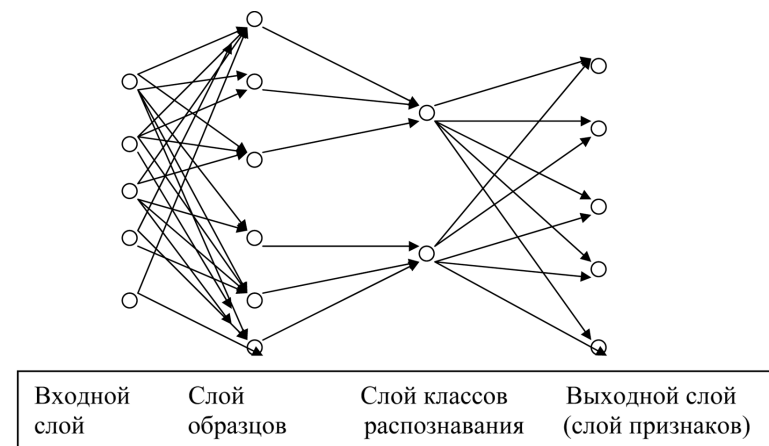 Входной Слой Слой классов Выходной слой
слой образцов распознавания (слой признаков)